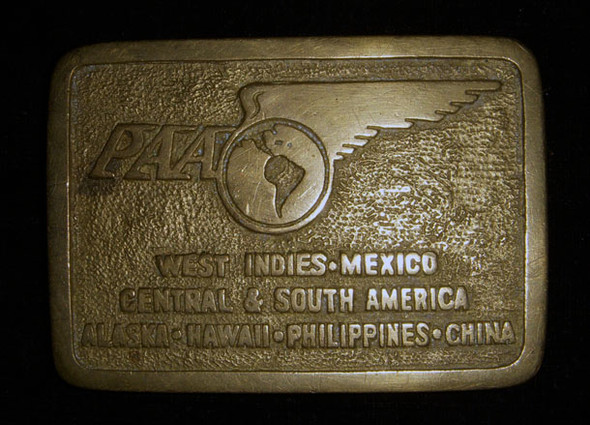 PAA
WEST INDIES•MEXICO
CENTRAL & SOUTH AMERICA
ALASKA•HAWAII•PHILIPPINES•CHINA